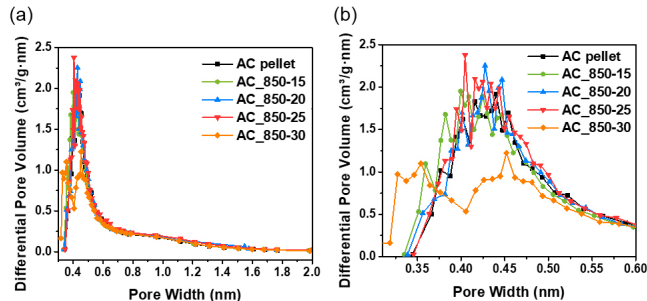 (a)
Differential Pore Volume (cm³/g·nm)
2.5
2.0
1.5
1.0
0.5
0.0
AC pellet
AC_850-15
AC_850-20
AC_850-25
AC_850-30
0.4 0.6 0.8 1.0 1.2 1.4 1.6 1.8 2.0
Pore Width (nm)
(b)
Differential Pore Volume (cm³/g·nm)
2.5
2.0
1.5
1.0
0.5
0.0
AC pellet
AC_850-15
AC_850-20
AC_850-25
AC_850-30
0.35 0.40 0.45 0.50 0.55 0.60
Pore Width (nm)